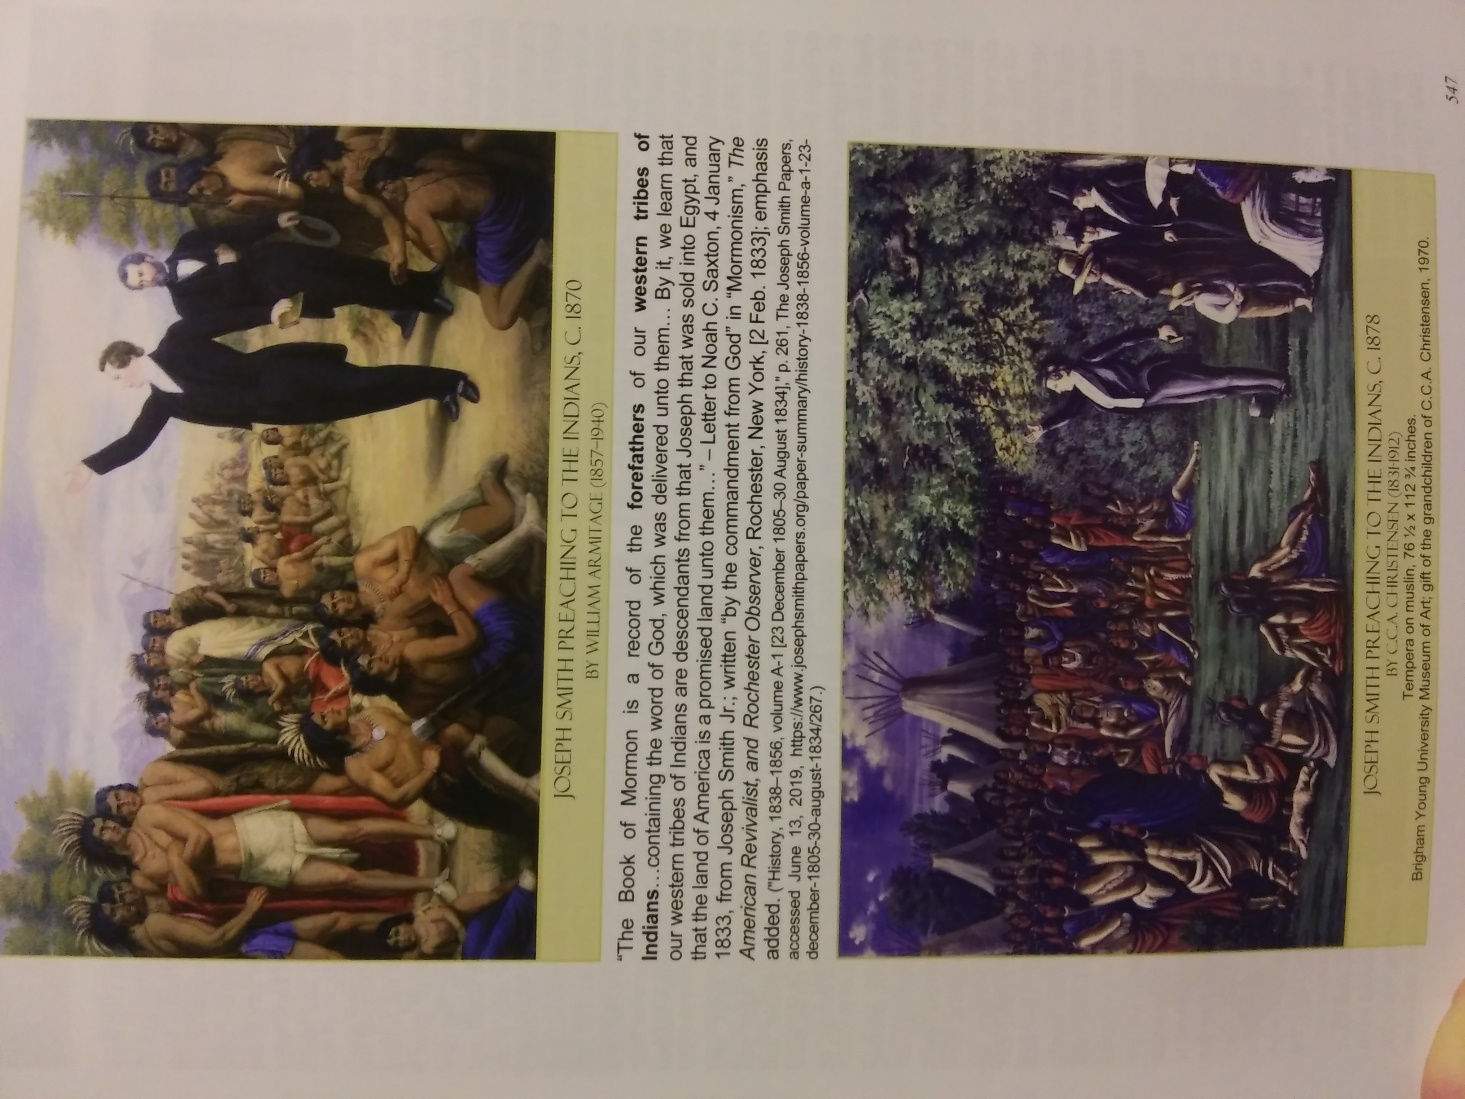 JOSEPH SMITH PREACHING TO THE INDIANS, C. 1870
BY WILLIAM ARMITAGE (1857–1940)
“The Book of Mormon is a record of the forefathers of our western tribes of
Indians…containing the word of God, which was delivered unto them… By it, we learn that
our western tribes of Indians are descendants from that Joseph that was sold into Egypt, and
that the land of America is a promised land unto them…” – Letter to Noah C. Saxton, 4 January
1833, from Joseph Smith Jr.; written “by the commandment from God” in “Mormonism,” The
American Revivalist, and Rochester Observer, Rochester, New York, [2 Feb. 1833]; emphasis
added. (“History, 1838–1856, volume A-1 [23 December 1805–30 August 1834],” p. 261, The Joseph Smith Papers,
accessed June 13, 2019, https://www.josephsmithpapers.org/paper-summary/history-1838-1856-volume-a-1-23-
december-1805-30-august-1834/267.)
JOSEPH SMITH PREACHING TO THE INDIANS, C. 1878
BY C.C.A. CHRISTENSEN (1831-1912)
Tempera on muslin, 76 ½ x 112 ¾ inches.
Brigham Young University Museum of Art; gift of the grandchildren of C.C.A. Christensen, 1970.
547